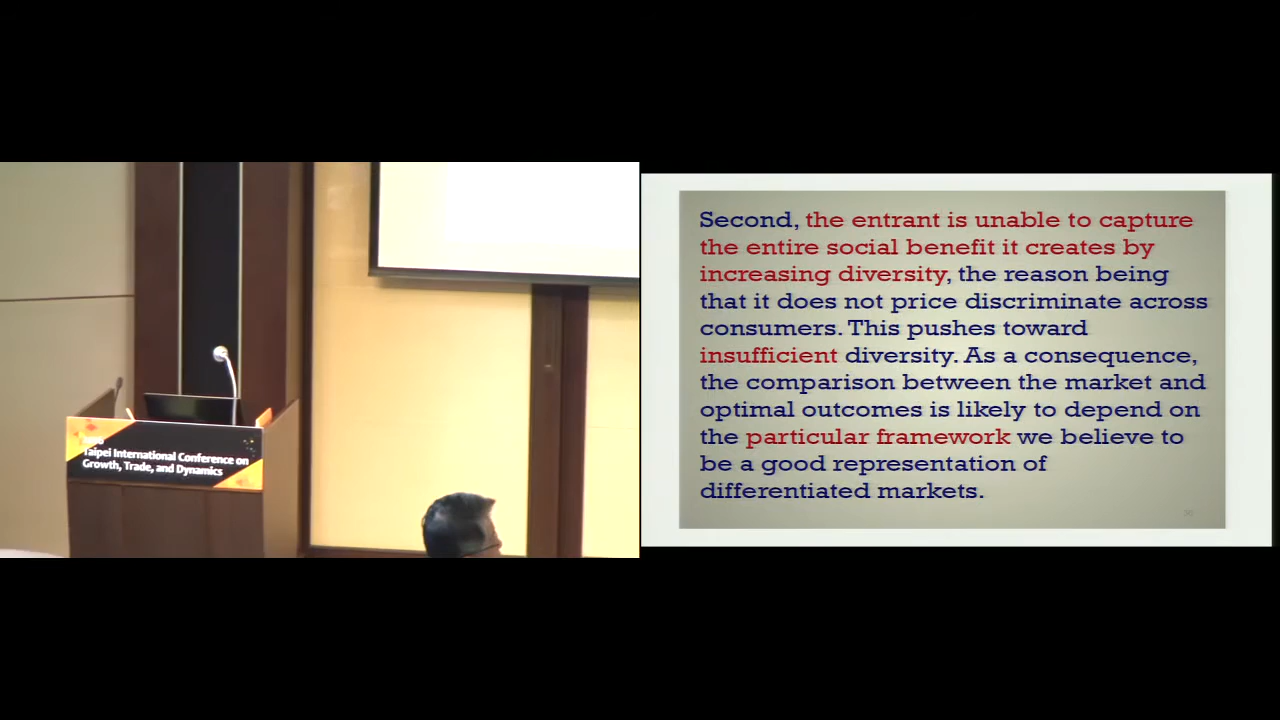 Taipei International Conference on
Growth, Trade, and Dynamics
Second, the entrant is unable to capture
the entire social benefit it creates by
increasing diversity, the reason being
that it does not price discriminate across
consumers. This pushes toward
insufficient diversity. As a consequence,
the comparison between the market and
optimal outcomes is likely to depend on
the particular framework we believe to
be a good representation of
differentiated markets.